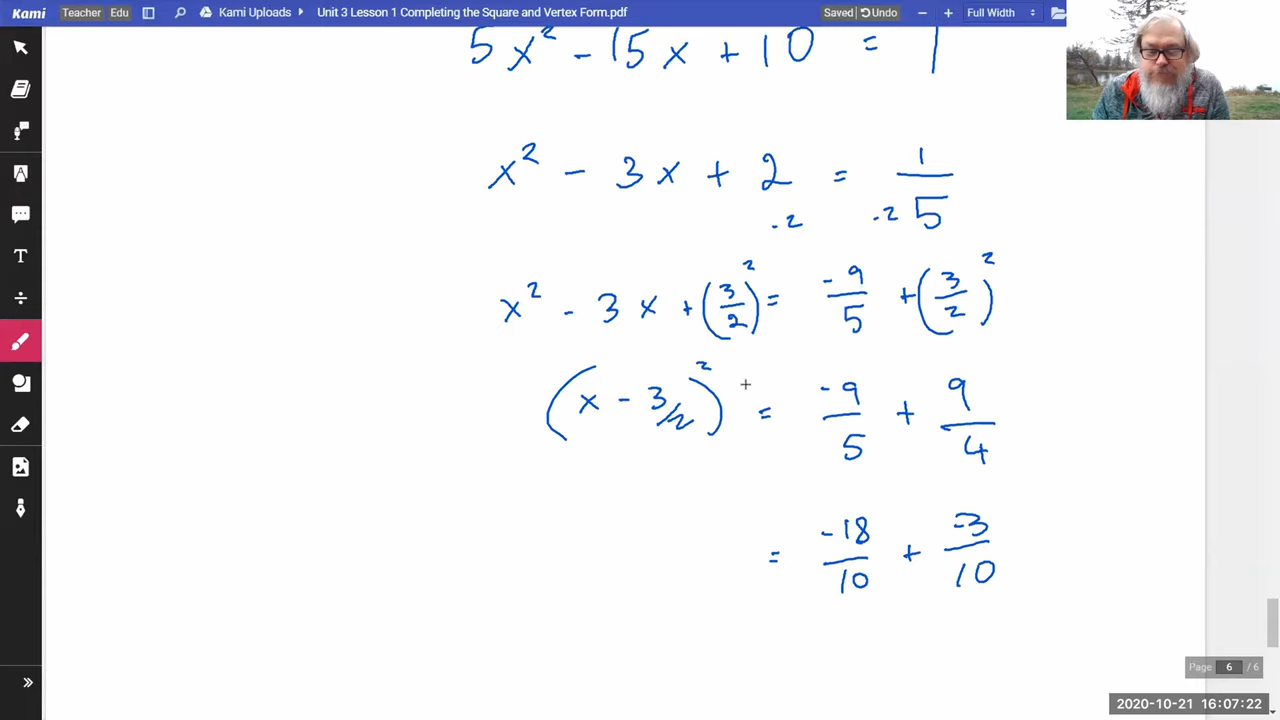 Kami Teacher Edu Kami Uploads Unit 3 Lesson 1 Completing the Square and Vertex Form.pdf Saved Undo Full Width
5x² - 15x + 10 = 1
x² - 3x + 2 = 1/5
-2 -2
x² - 3x + (3/2)² = -9/5 + (3/2)²
(x - 3/2)² = -9/5 + 9/4
= -18/10 + -3/10
Page 6 / 6
2020-10-21 16:07:22